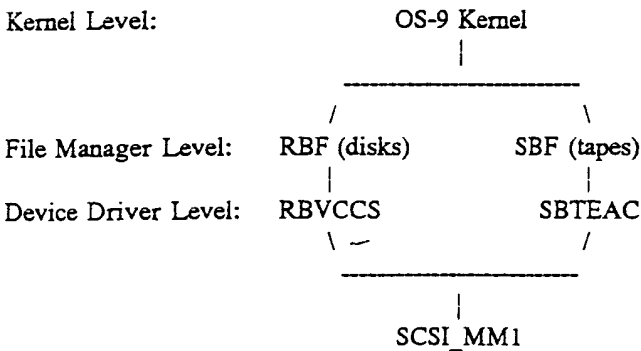 Kernel Level: OS-9 Kernel
File Manager Level: RBF (disks) SBF (tapes)
Device Driver Level: RBVCCS SBTEAC
SCSI_MM1